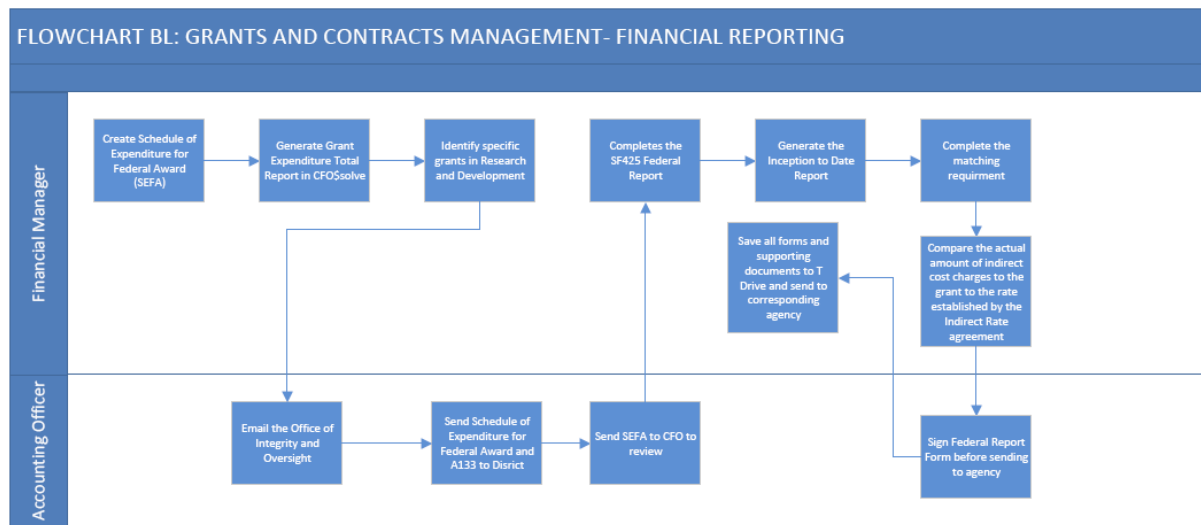 FLOWCHART BL: GRANTS AND CONTRACTS MANAGEMENT- FINANCIAL REPORTING
Financial Manager
Create Schedule of
Expenditure for
Federal Award
(SEFA)
Generate Grant
Expenditure Total
Report in CFO$solve
Identify specific
grants in Research
and Development
Completes the
SF425 Federal
Report
Generate the
Inception to Date
Report
Complete the
matching
requirment
Save all forms and
supporting
documents to T
Drive and send to
corresponding
agency
Compare the actual
amount of indirect
cost charges to the
grant to the rate
established by the
Indirect Rate
agreement
Accounting Officer
Email the Office of
Integrity and
Oversight
Send Schedule of
Expenditure for
Federal Award and
A133 to Disrict
Send SEFA to CFO to
review
Sign Federal Report
Form before sending
to agency